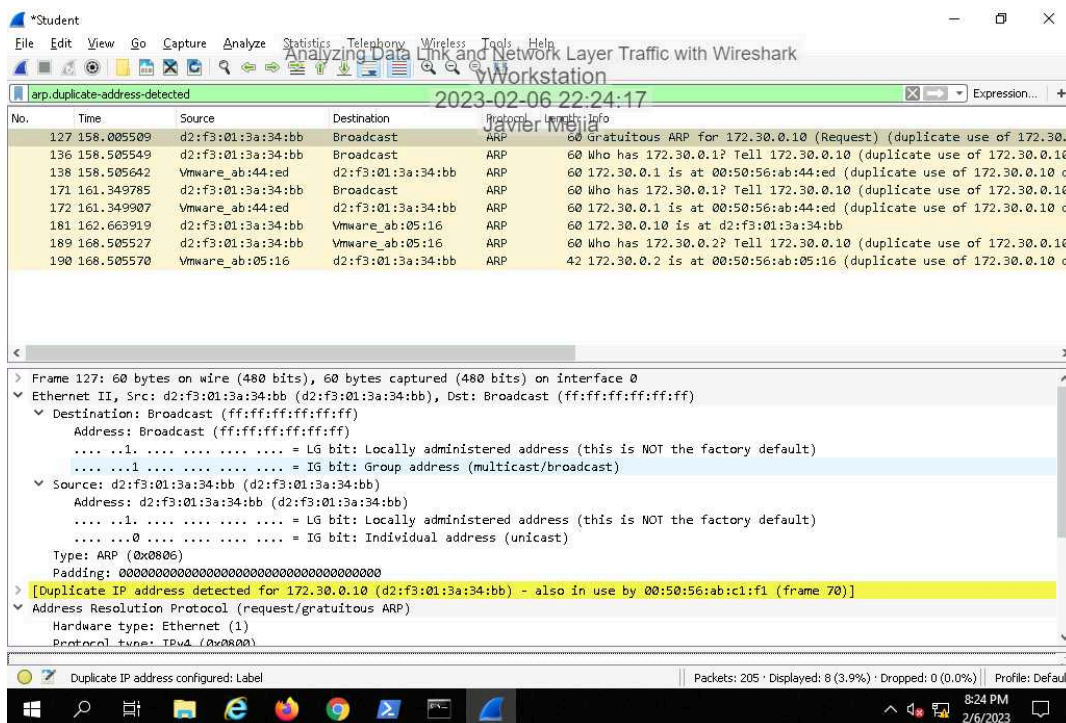 *Student
File Edit View Go Capture Analyze Statistics Telephony Wireless Tools Help
Analyzing Data Link and Network Layer Traffic with Wireshark
vWorkstation
2023-02-06 22:24:17
Javier Mejia
arp.duplicate-address-detected
Expression... +
No. Time Source Destination Protocol Length Info
127 158.005509 d2:f3:01:3a:34:bb Broadcast ARP 60 Gratuitous ARP for 172.30.0.10 (Request) (duplicate use of 172.30.
136 158.505549 d2:f3:01:3a:34:bb Broadcast ARP 60 Who has 172.30.0.1? Tell 172.30.0.10 (duplicate use of 172.30.0.10
138 158.505642 Vmware_ab:44:ed d2:f3:01:3a:34:bb ARP 60 172.30.0.1 is at 00:50:56:ab:44:ed (duplicate use of 172.30.0.10 d
171 161.349785 d2:f3:01:3a:34:bb Broadcast ARP 60 Who has 172.30.0.1? Tell 172.30.0.10 (duplicate use of 172.30.0.10
172 161.349907 Vmware_ab:44:ed d2:f3:01:3a:34:bb ARP 60 172.30.0.1 is at 00:50:56:ab:44:ed (duplicate use of 172.30.0.10 d
181 162.663919 d2:f3:01:3a:34:bb Vmware_ab:05:16 ARP 60 172.30.0.10 is at d2:f3:01:3a:34:bb
189 168.505527 d2:f3:01:3a:34:bb Vmware_ab:05:16 ARP 60 Who has 172.30.0.2? Tell 172.30.0.10 (duplicate use of 172.30.0.10
190 168.505570 Vmware_ab:05:16 d2:f3:01:3a:34:bb ARP 42 172.30.0.2 is at 00:50:56:ab:05:16 (duplicate use of 172.30.0.10 d
Frame 127: 60 bytes on wire (480 bits), 60 bytes captured (480 bits) on interface 0
Ethernet II, Src: d2:f3:01:3a:34:bb (d2:f3:01:3a:34:bb), Dst: Broadcast (ff:ff:ff:ff:ff:ff)
Destination: Broadcast (ff:ff:ff:ff:ff:ff)
Address: Broadcast (ff:ff:ff:ff:ff:ff)
.... ..1. .... .... .... .... = LG bit: Locally administered address (this is NOT the factory default)
.... ...1 .... .... .... .... = IG bit: Group address (multicast/broadcast)
Source: d2:f3:01:3a:34:bb (d2:f3:01:3a:34:bb)
Address: d2:f3:01:3a:34:bb (d2:f3:01:3a:34:bb)
.... ..1. .... .... .... .... = LG bit: Locally administered address (this is NOT the factory default)
.... ...0 .... .... .... .... = IG bit: Individual address (unicast)
Type: ARP (0x0806)
Padding: 000000000000000000000000000000000000
[Duplicate IP address detected for 172.30.0.10 (d2:f3:01:3a:34:bb) - also in use by 00:50:56:ab:c1:f1 (frame 70)]
Address Resolution Protocol (request/gratuitous ARP)
Hardware type: Ethernet (1)
Protocol type: IPv4 (0x0800)
Duplicate IP address configured: Label
Packets: 205 · Displayed: 8 (3.9%) · Dropped: 0 (0.0%)
Profile: Defaul
8:24 PM
2/6/2023